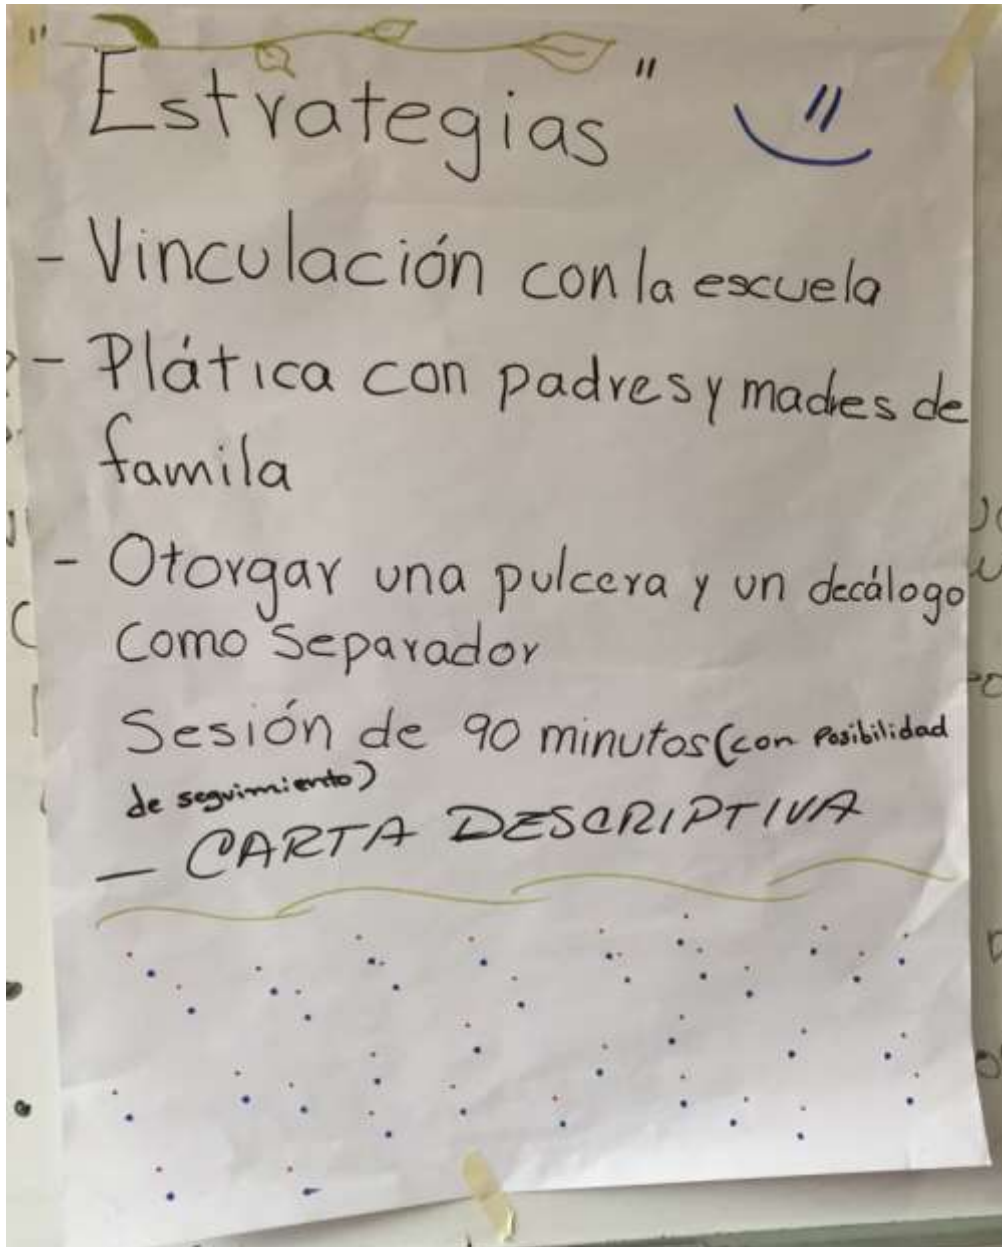 "Estrategias"
- Vinculación con la escuela
- Plática con padres y madres de
famila
- Otorgar una pulcera y un decálogo
como separador
Sesión de 90 minutos (con Posibilidad
de seguimiento)
- CARTA DESCRIPTIVA